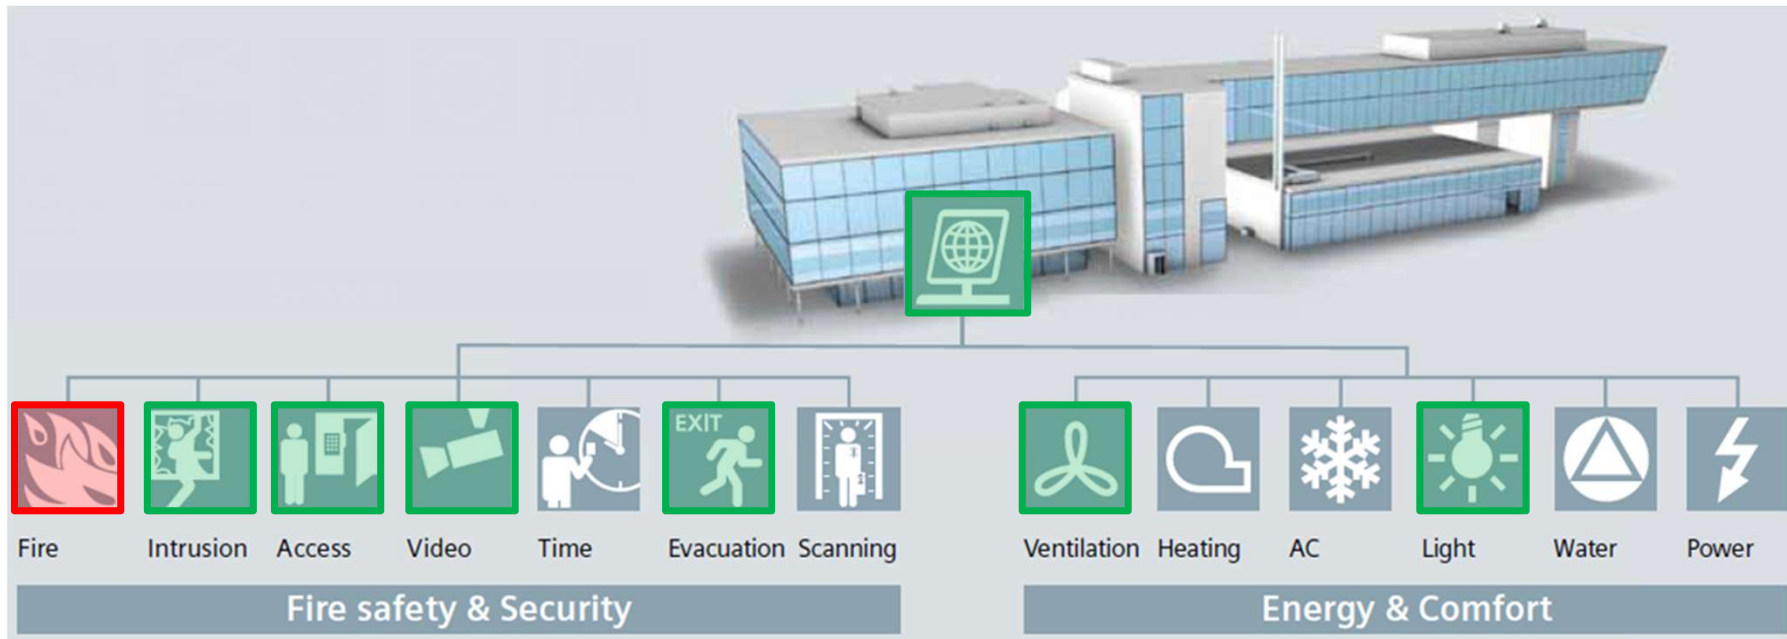 EXIT
Fire Intrusion Access Video Time Evacuation Scanning
Ventilation Heating AC Light Water Power
Fire safety & Security
Energy & Comfort